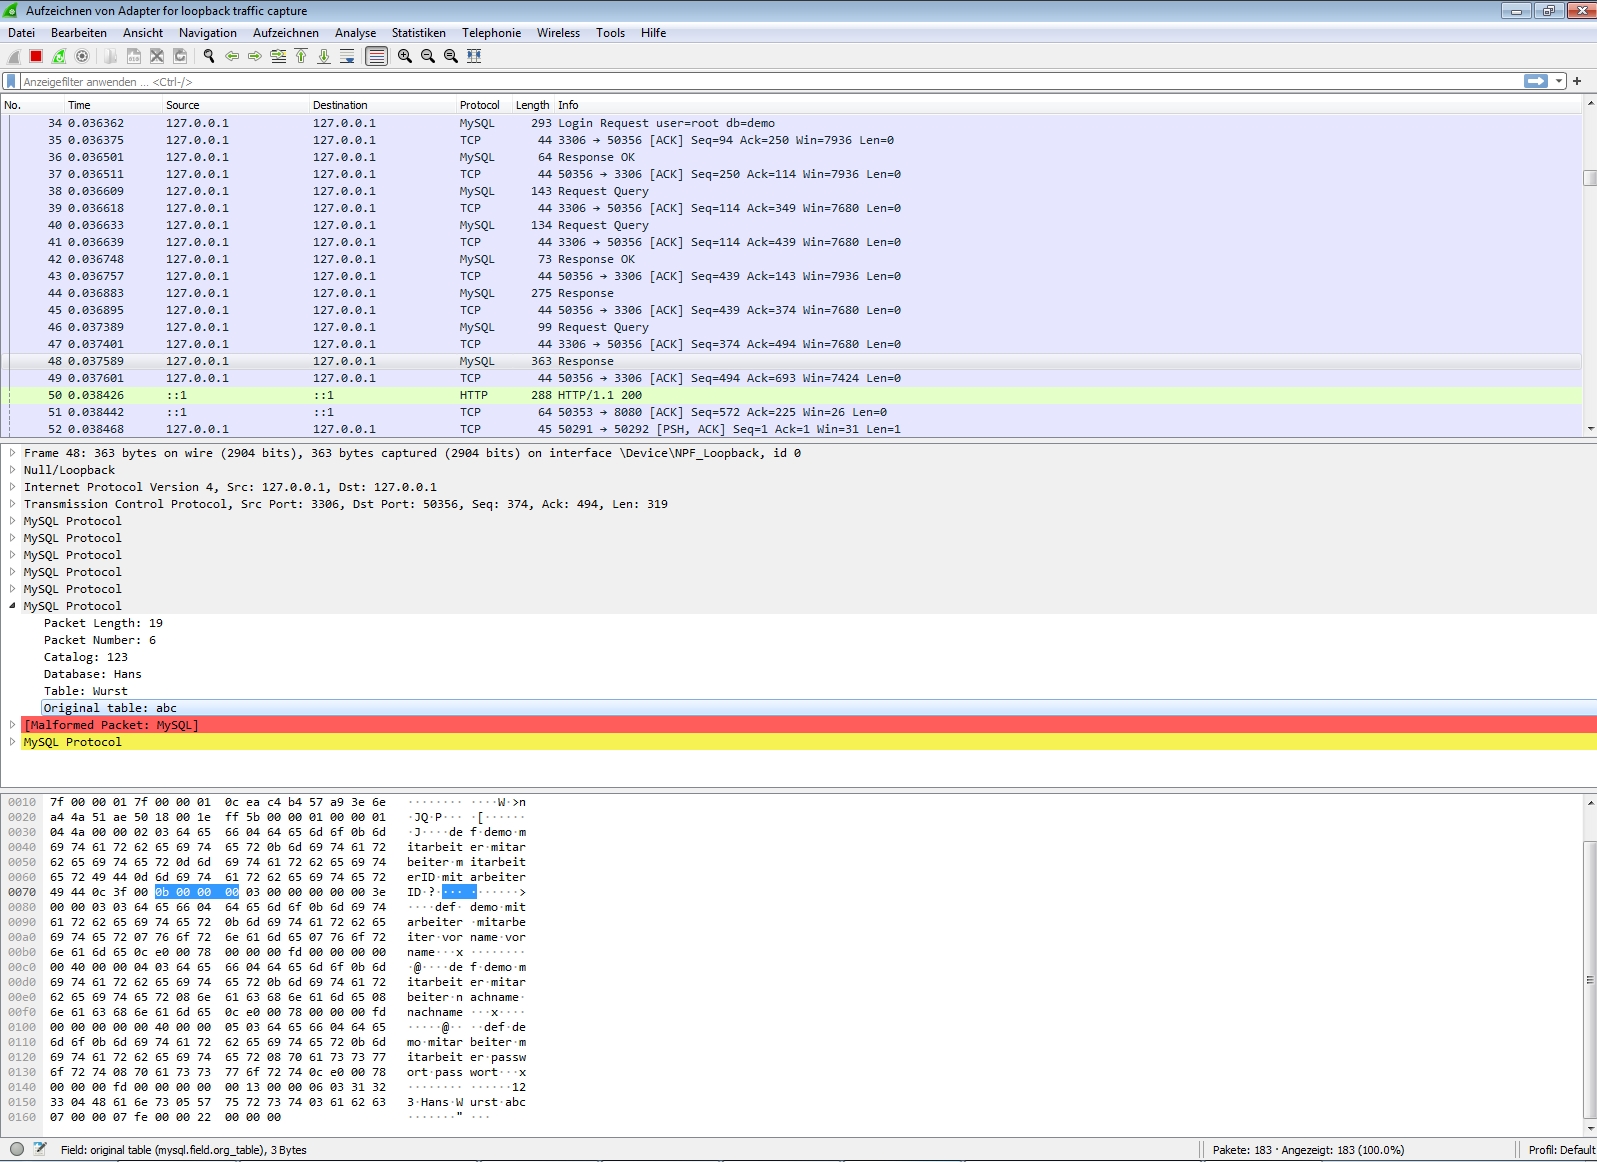 Aufzeichnen von Adapter for loopback traffic capture
Datei Bearbeiten Ansicht Navigation Aufzeichnen Analyse Statistiken Telephonie Wireless Tools Hilfe
Anzeigefilter anwenden ... <Ctrl-/>
No. Time Source Destination Protocol Length Info
34 0.036362 127.0.0.1 127.0.0.1 MySQL 293 Login Request user=root db=demo
35 0.036375 127.0.0.1 127.0.0.1 TCP 44 3306 → 50356 [ACK] Seq=94 Ack=250 Win=7936 Len=0
36 0.036501 127.0.0.1 127.0.0.1 MySQL 64 Response OK
37 0.036511 127.0.0.1 127.0.0.1 TCP 44 50356 → 3306 [ACK] Seq=250 Ack=114 Win=7936 Len=0
38 0.036609 127.0.0.1 127.0.0.1 MySQL 143 Request Query
39 0.036618 127.0.0.1 127.0.0.1 TCP 44 3306 → 50356 [ACK] Seq=114 Ack=349 Win=7680 Len=0
40 0.036633 127.0.0.1 127.0.0.1 MySQL 134 Request Query
41 0.036639 127.0.0.1 127.0.0.1 TCP 44 3306 → 50356 [ACK] Seq=114 Ack=439 Win=7680 Len=0
42 0.036748 127.0.0.1 127.0.0.1 MySQL 73 Response OK
43 0.036757 127.0.0.1 127.0.0.1 TCP 44 50356 → 3306 [ACK] Seq=439 Ack=143 Win=7936 Len=0
44 0.036883 127.0.0.1 127.0.0.1 MySQL 275 Response
45 0.036895 127.0.0.1 127.0.0.1 TCP 44 50356 → 3306 [ACK] Seq=439 Ack=374 Win=7680 Len=0
46 0.037389 127.0.0.1 127.0.0.1 MySQL 99 Request Query
47 0.037401 127.0.0.1 127.0.0.1 TCP 44 3306 → 50356 [ACK] Seq=374 Ack=494 Win=7680 Len=0
48 0.037589 127.0.0.1 127.0.0.1 MySQL 363 Response
49 0.037601 127.0.0.1 127.0.0.1 TCP 44 50356 → 3306 [ACK] Seq=494 Ack=693 Win=7424 Len=0
50 0.038426 ::1 ::1 HTTP 288 HTTP/1.1 200
51 0.038442 ::1 ::1 TCP 64 50353 → 8080 [ACK] Seq=572 Ack=225 Win=26 Len=0
52 0.038468 127.0.0.1 127.0.0.1 TCP 45 50291 → 50292 [PSH, ACK] Seq=1 Ack=1 Win=31 Len=1
Frame 48: 363 bytes on wire (2904 bits), 363 bytes captured (2904 bits) on interface \Device\NPF_Loopback, id 0
Null/Loopback
Internet Protocol Version 4, Src: 127.0.0.1, Dst: 127.0.0.1
Transmission Control Protocol, Src Port: 3306, Dst Port: 50356, Seq: 374, Ack: 494, Len: 319
MySQL Protocol
MySQL Protocol
MySQL Protocol
MySQL Protocol
MySQL Protocol
MySQL Protocol
Packet Length: 19
Packet Number: 6
Catalog: 123
Database: Hans
Table: Wurst
Original table: abc
[Malformed Packet: MySQL]
MySQL Protocol
0010 7f 00 00 01 7f 00 00 01 0c ea c4 b4 57 a9 3e 6e ········ ····W·>n
0020 a4 4a 51 ae 50 18 00 1e ff 5b 00 00 01 00 00 01 ·JQ·P··· ·[······
0030 04 4a 00 00 02 03 64 65 66 04 64 65 6d 6f 0b 6d ·J····de f·demo·m
0040 69 74 61 72 62 65 69 74 65 72 0b 6d 69 74 61 72 itarbeit er·mitar
0050 62 65 69 74 65 72 0d 6d 69 74 61 72 62 65 69 74 beiter·m itarbeit
0060 65 72 49 44 0d 6d 69 74 61 72 62 65 69 74 65 72 erID·mit arbeiter
0070 49 44 0c 3f 00 0b 00 00 00 03 00 00 00 00 00 3e ID·?···· ·······>
0080 00 00 03 03 64 65 66 04 64 65 6d 6f 0b 6d 69 74 ····def· demo·mit
0090 61 72 62 65 69 74 65 72 0b 6d 69 74 61 72 62 65 arbeiter ·mitarbe
00a0 69 74 65 72 07 76 6f 72 6e 61 6d 65 07 76 6f 72 iter·vor name·vor
00b0 6e 61 6d 65 0c e0 00 78 00 00 00 fd 00 00 00 00 name···x ········
00c0 00 40 00 00 04 03 64 65 66 04 64 65 6d 6f 0b 6d ·@····de f·demo·m
00d0 69 74 61 72 62 65 69 74 65 72 0b 6d 69 74 61 72 itarbeit er·mitar
00e0 62 65 69 74 65 72 08 6e 61 63 68 6e 61 6d 65 08 beiter·n achname·
00f0 6e 61 63 68 6e 61 6d 65 0c e0 00 78 00 00 00 fd nachname ···x····
0100 00 00 00 00 00 40 00 00 05 03 64 65 66 04 64 65 ·····@·· ··def·de
0110 6d 6f 0b 6d 69 74 61 72 62 65 69 74 65 72 0b 6d mo·mitar beiter·m
0120 69 74 61 72 62 65 69 74 65 72 08 70 61 73 73 77 itarbeit er·passw
0130 6f 72 74 08 70 61 73 73 77 6f 72 74 0c e0 00 78 ort·pass wort···x
0140 00 00 00 fd 00 00 00 00 00 13 00 00 06 03 31 32 ········ ······12
0150 33 04 48 61 6e 73 05 57 75 72 73 74 03 61 62 63 3·Hans·W urst·abc
0160 07 00 00 07 fe 00 00 22 00 00 00 ·······" ···
Field: original table (mysql.field.org_table), 3 Bytes
Pakete: 183 · Angezeigt: 183 (100.0%)
Profil: Default